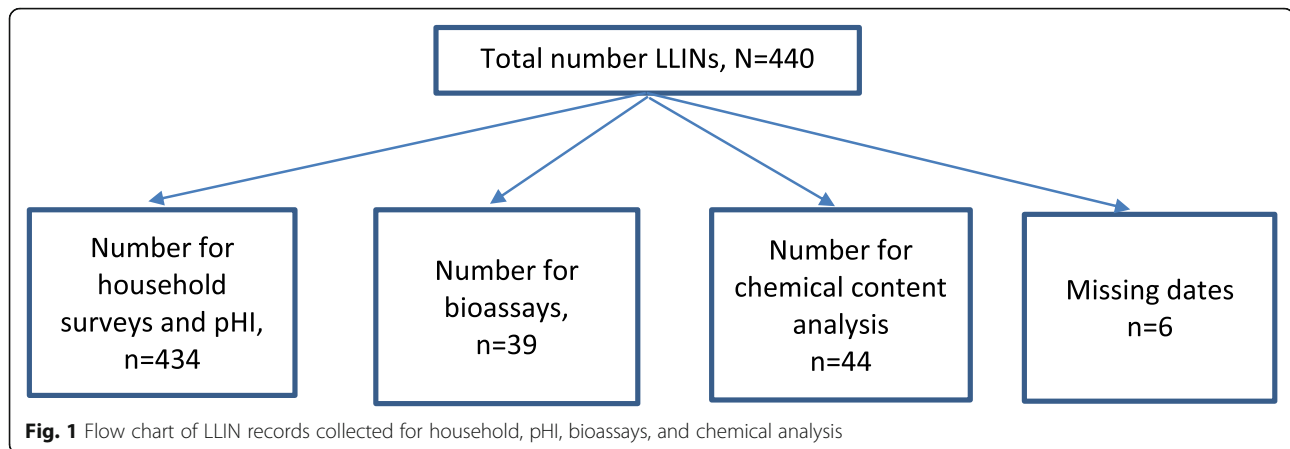 Total number LLINs, N=440
Number for
household
surveys and pHI,
n=434
Number for
bioassays,
n=39
Number for
chemical content
analysis
n=44
Missing dates
n=6
Fig. 1 Flow chart of LLIN records collected for household, pHI, bioassays, and chemical analysis